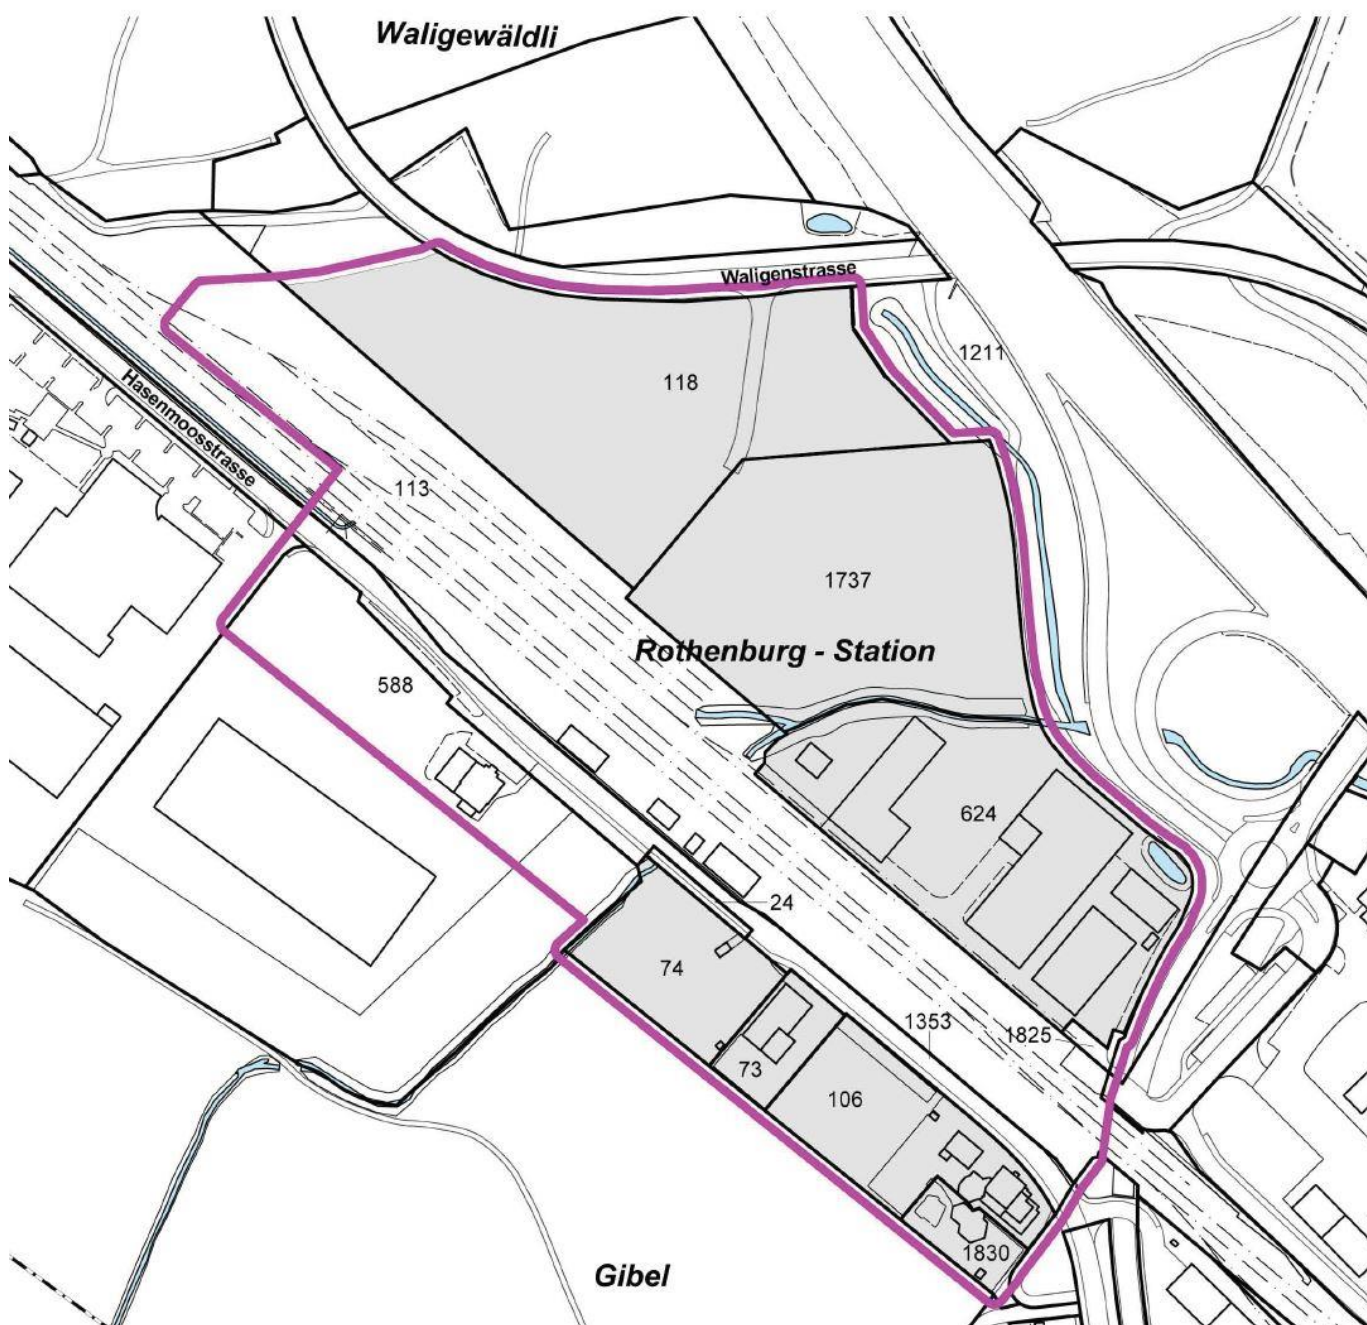 Waligewäldli
Waligenstrasse
1211
118
Hasenmoosstrasse
113
1737
Rothenburg - Station
588
624
24
74
1353
1825
73
106
1830
Gibel